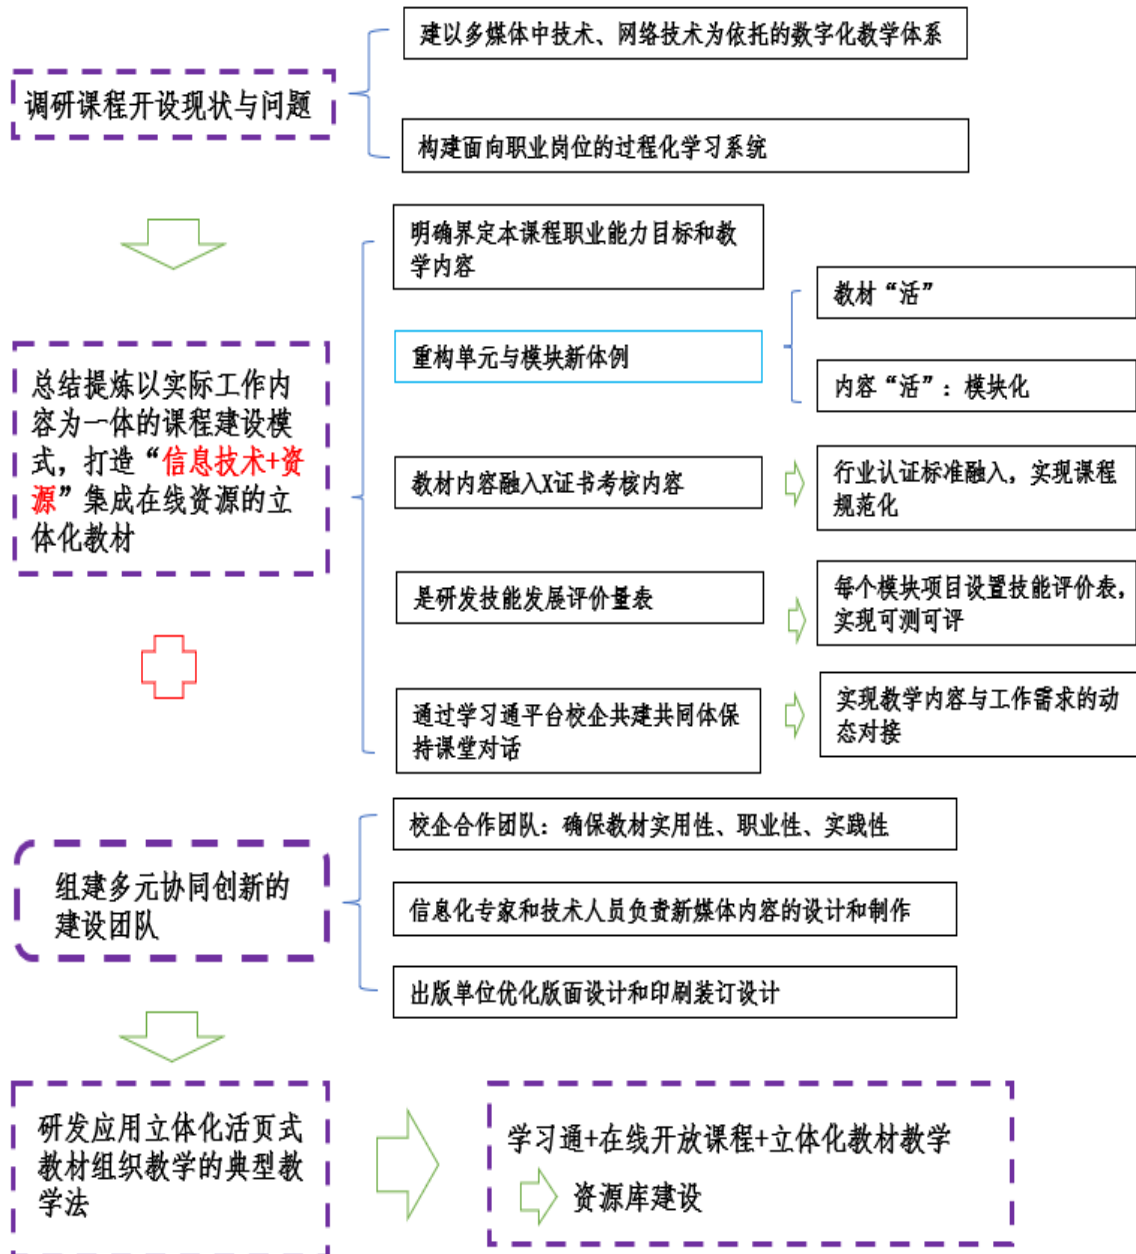 建以多媒体中技术、网络技术为依托的数字化教学体系
调研课程开设现状与问题
构建面向职业岗位的过程化学习系统
明确界定本课程职业能力目标和教
学内容
教材“活”
重构单元与模块新体例
内容“活”：模块化
总结提炼以实际工作内
容为一体的课程建设模
式，打造“信息技术+资
源”集成在线资源的立
体化教材
教材内容融入X证书考核内容
行业认证标准融入，实现课程
规范化
是研发技能发展评价量表
每个模块项目设置技能评价表，
实现可测可评
通过学习通平台校企共建共同体保
持课堂对话
实现教学内容与工作需求的动
态对接
校企合作团队：确保教材实用性、职业性、实践性
组建多元协同创新的
建设团队
信息化专家和技术人员负责新媒体内容的设计和制作
出版单位优化版面设计和印刷装订设计
研发应用立体化活页式
教材组织教学的典型教
学法
学习通+在线开放课程+立体化教材教学
资源库建设